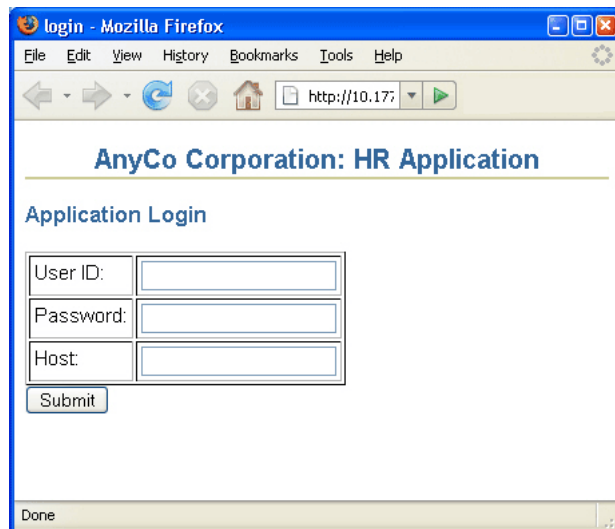 login - Mozilla Firefox
File Edit View History Bookmarks Tools Help
http://10.177
AnyCo Corporation: HR Application
Application Login
User ID:
Password:
Host:
Submit
Done